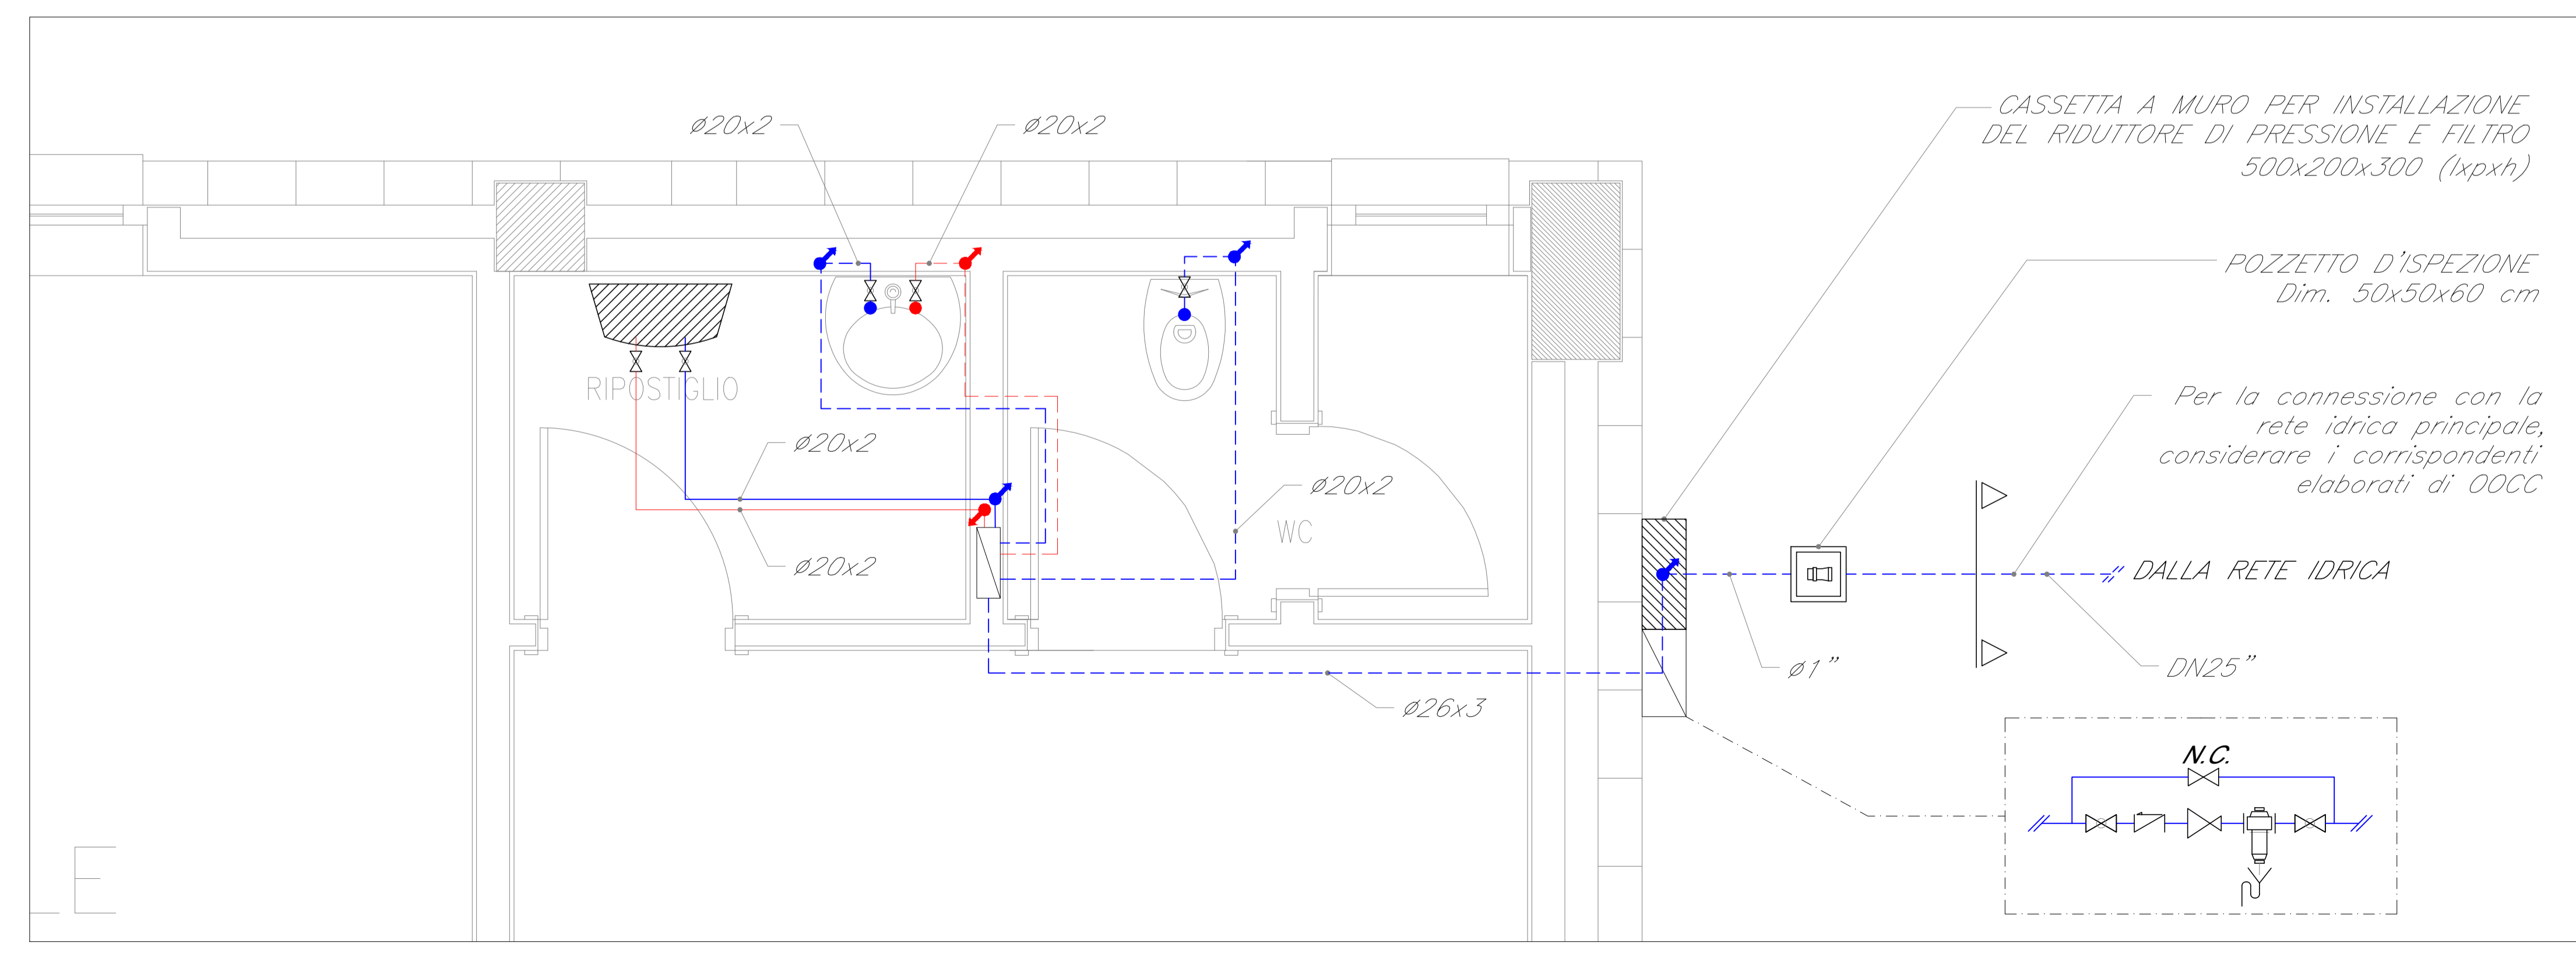 CASSETTA A MURO PER INSTALLAZIONE
DEL RIDUTTORE DI PRESSIONE E FILTRO
500x200x300 (lxpxh)
ø20x2
ø20x2
POZZETTO D'ISPEZIONE
Dim. 50x50x60 cm
RIPOSTIGLIO
Per la connessione con la
rete idrica principale,
considerare i corrispondenti
elaborati di OOCC
ø20x2
ø20x2
WC
ø20x2
DALLA RETE IDRICA
ø1"
DN25"
ø26x3
N.C.
LE